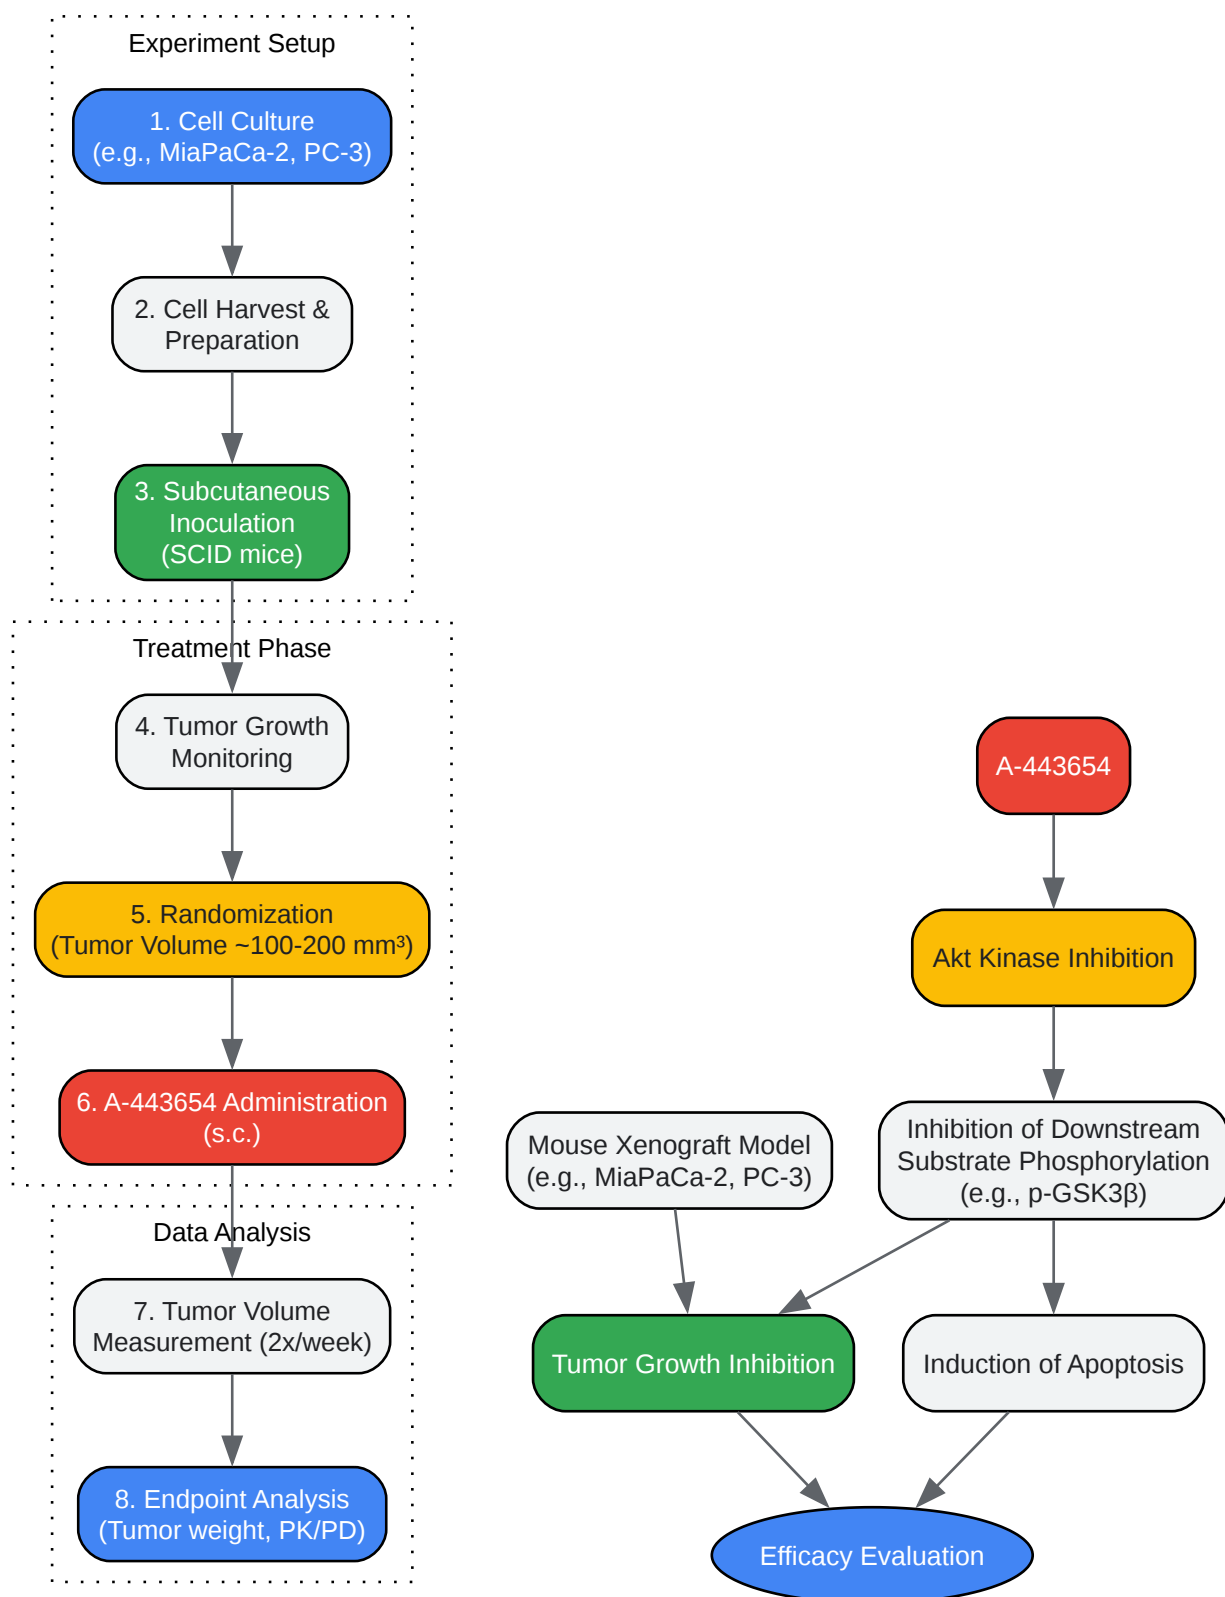 Experiment Setup
1. Cell Culture
(e.g., MiaPaCa-2, PC-3)
2. Cell Harvest &
Preparation
3. Subcutaneous
Inoculation
(SCID mice)
Treatment Phase
4. Tumor Growth
Monitoring
5. Randomization
(Tumor Volume ~100-200 mm³)
6. A-443654 Administration
(s.c.)
Data Analysis
7. Tumor Volume
Measurement (2x/week)
8. Endpoint Analysis
(Tumor weight, PK/PD)
A-443654
Akt Kinase Inhibition
Mouse Xenograft Model
(e.g., MiaPaCa-2, PC-3)
Inhibition of Downstream
Substrate Phosphorylation
(e.g., p-GSK3β)
Tumor Growth Inhibition
Induction of Apoptosis
Efficacy Evaluation